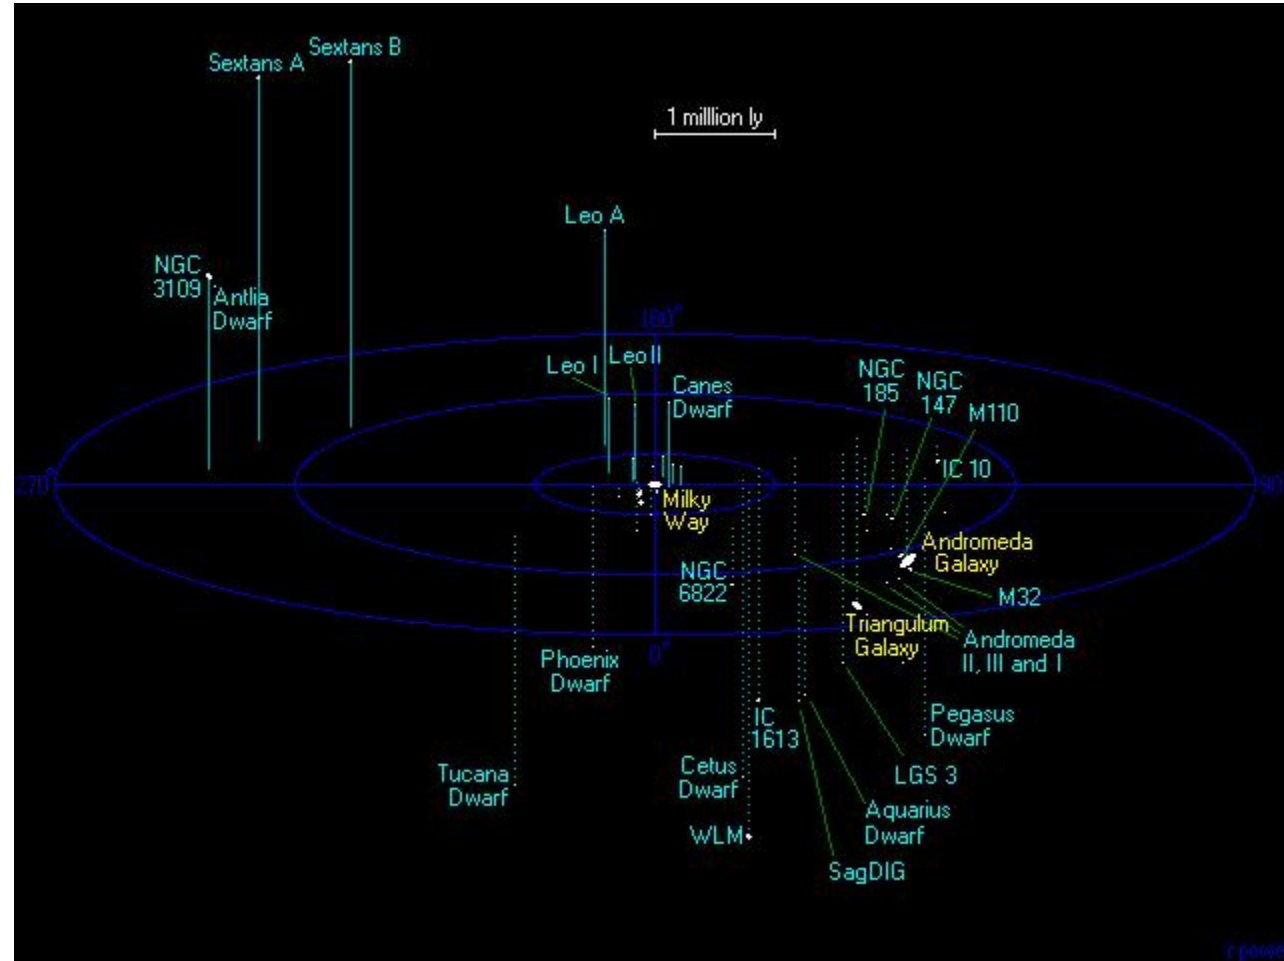 Sextans B
Sextans A
1 milllion ly
Leo A
NGC
3109
Antlia
Dwarf
180°
Leo I
Leo II
Canes
Dwarf
NGC
185
NGC
147
M110
IC 10
270°
90
Milky
Way
Andromeda
Galaxy
NGC
6822
M32
Triangulum
Galaxy
Andromeda
II, III and I
0°
Phoenix
Dwarf
IC
1613
Pegasus
Dwarf
Tucana
Dwarf
Cetus
Dwarf
LGS 3
Aquarius
Dwarf
WLM
SagDIG